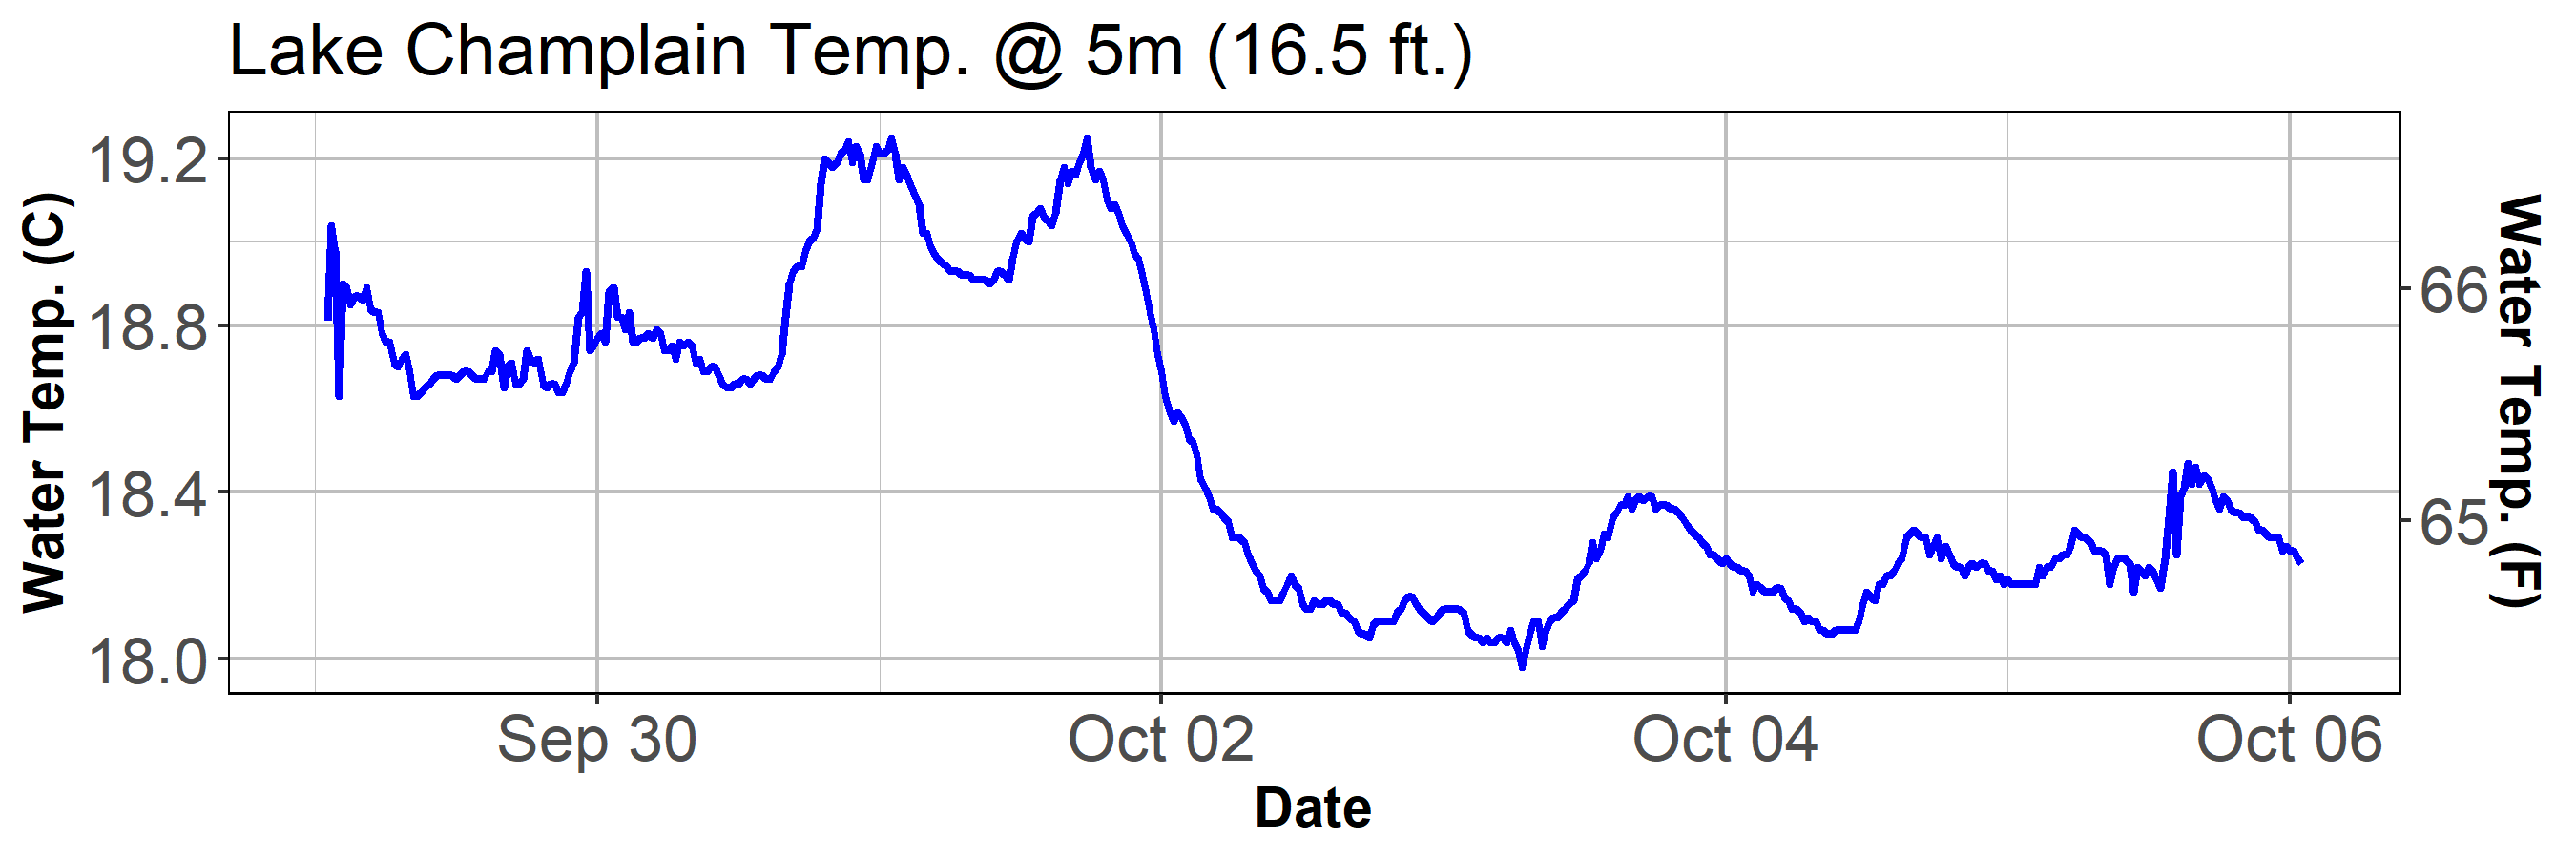 Lake Champlain Temp. @ 5m (16.5 ft.)
Water Temp. (C)
19.2
18.8
18.4
18.0
66
65
Water Temp. (F)
Sep 30 Oct 02 Oct 04 Oct 06
Date